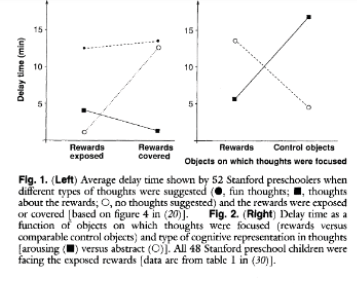 15
10
5
Delay time (min)
Rewards exposed
Rewards covered
15
10
5
Rewards
Control objects
Objects on which thoughts were focused
Fig. 1. (Left) Average delay time shown by 52 Stanford preschoolers when
different types of thoughts were suggested (●, fun thoughts; ■, thoughts
about the rewards; ○, no thoughts suggested) and the rewards were exposed
or covered [based on figure 4 in (20)]. Fig. 2. (Right) Delay time as a
function of objects on which thoughts were focused (rewards versus
comparable control objects) and type of cognitive representation in thoughts
[arousing (■) versus abstract (○)]. All 48 Stanford preschool children were
facing the exposed rewards [data are from table 1 in (30)].